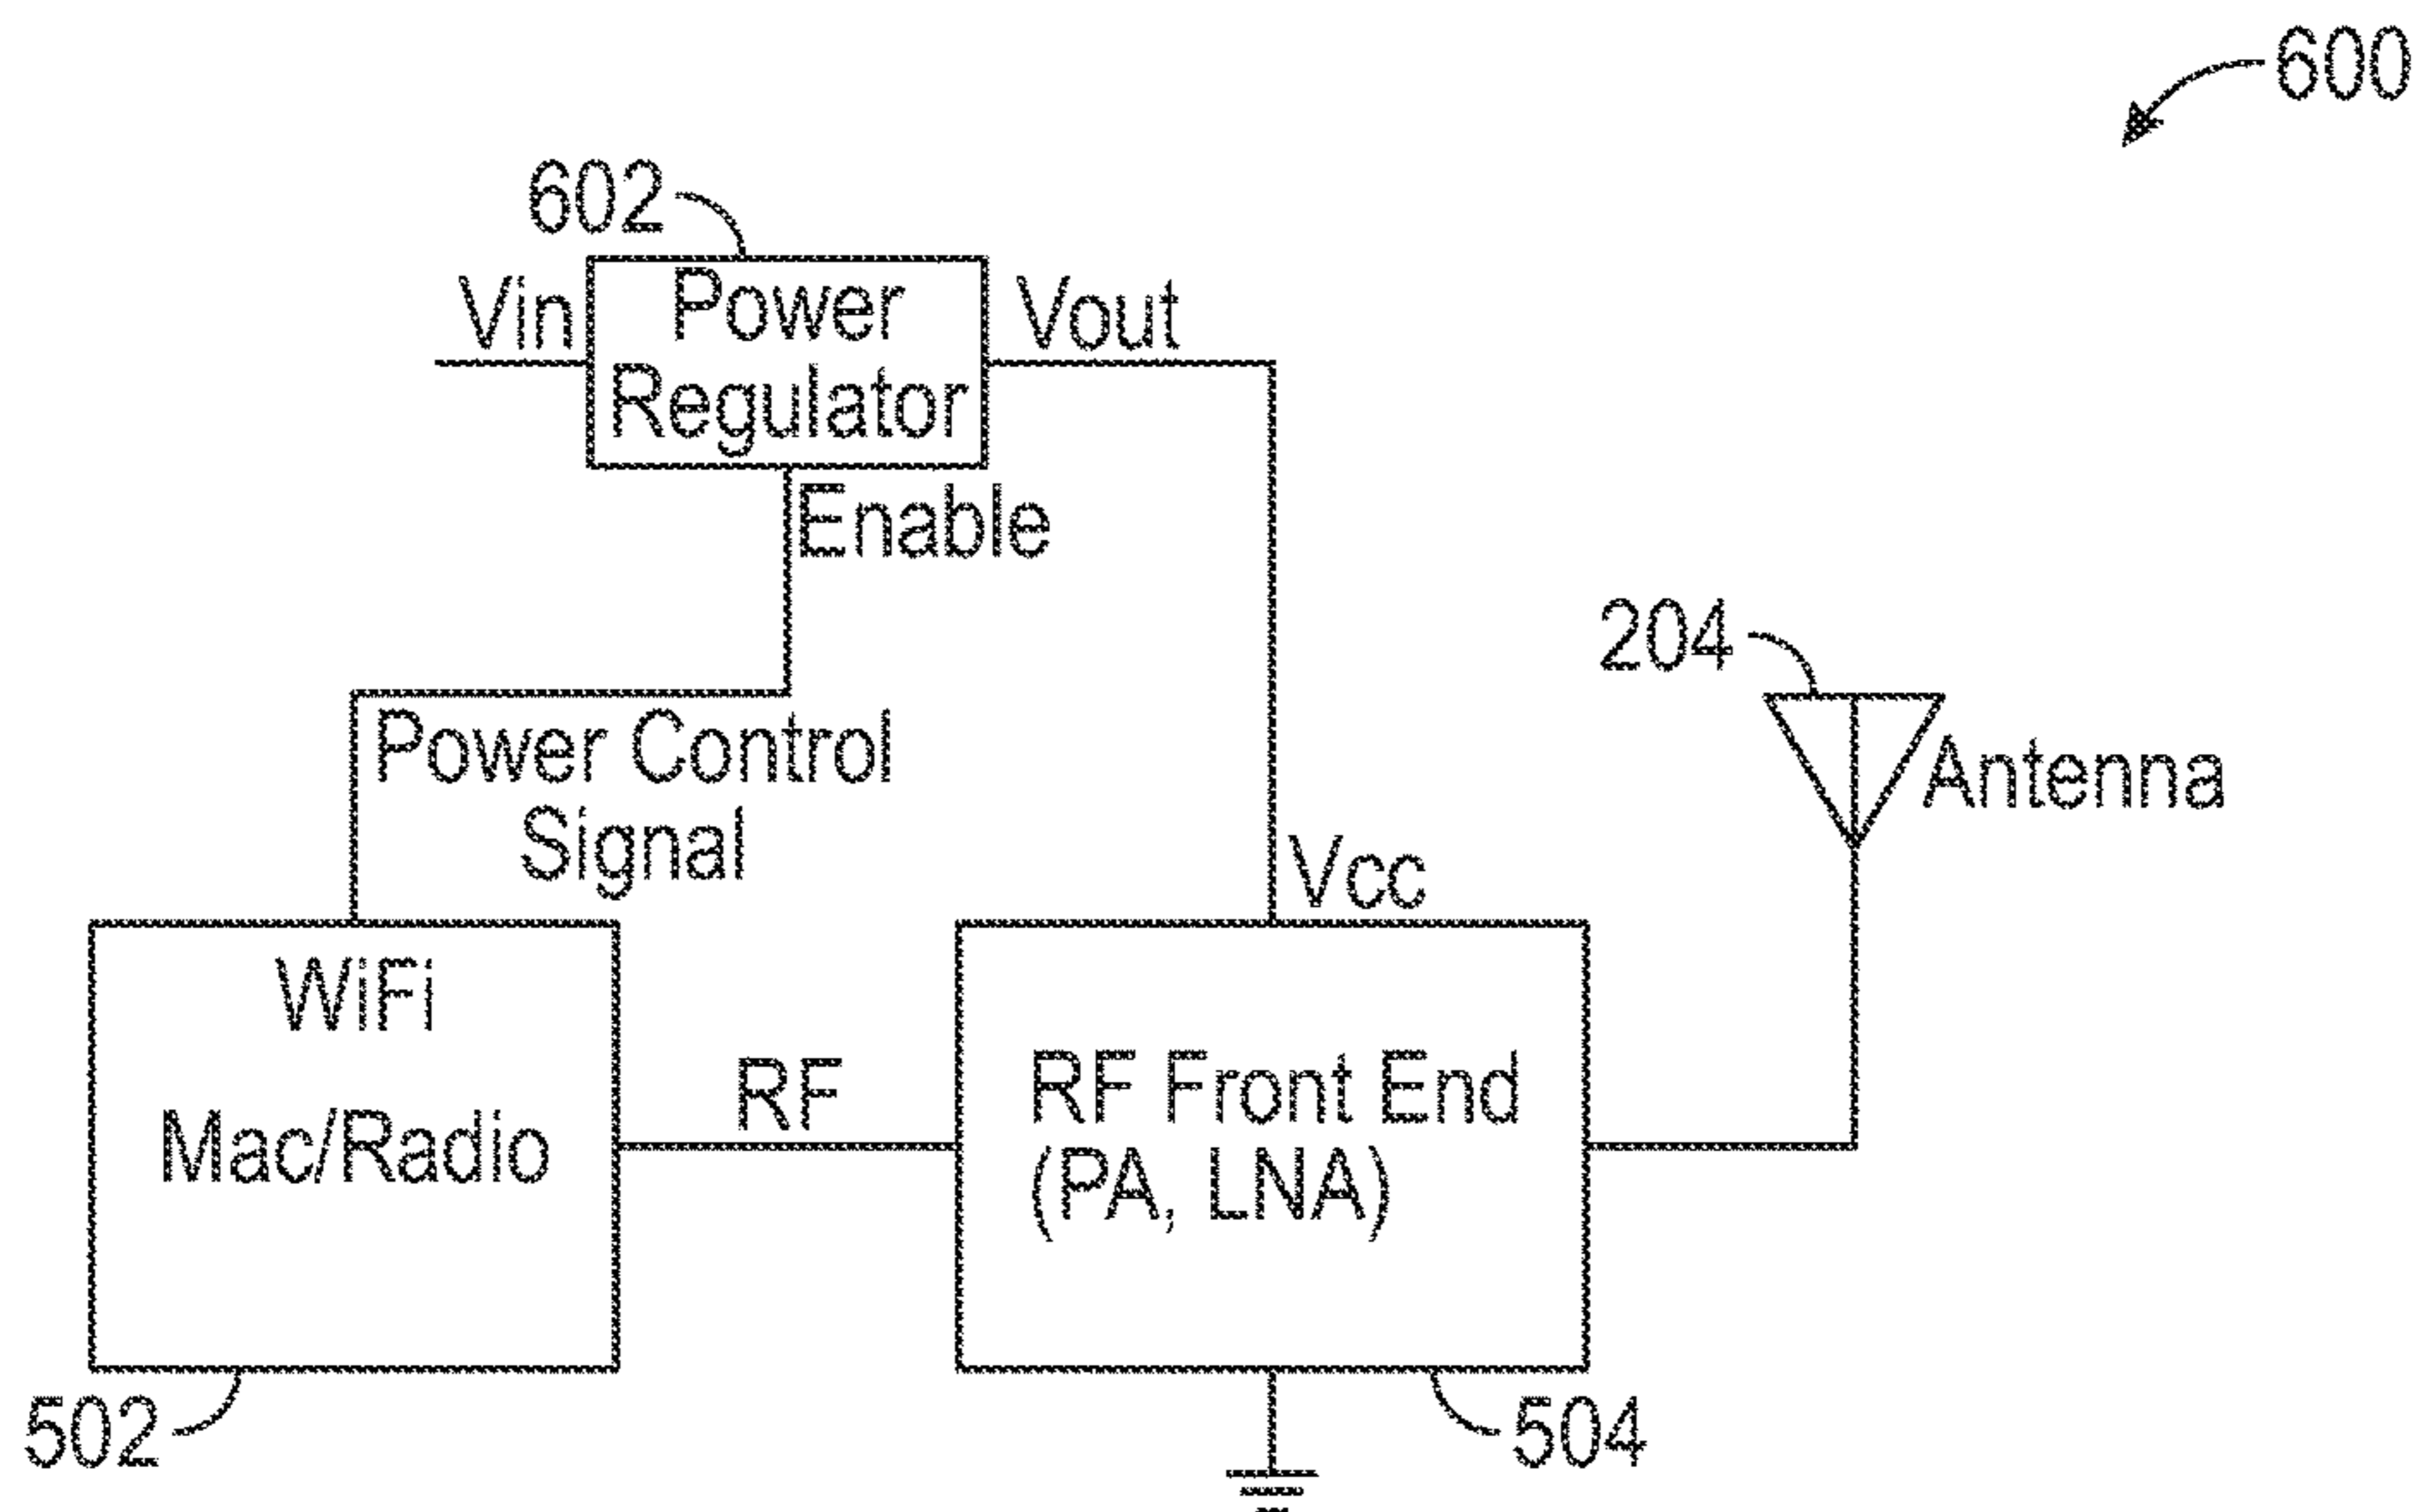 600
602
Vin
Power
Regulator
Vout
Enable
204
Power Control
Signal
Antenna
Vcc
WiFi
Mac/Radio
RF
RF Front End
(PA, LNA)
502
504